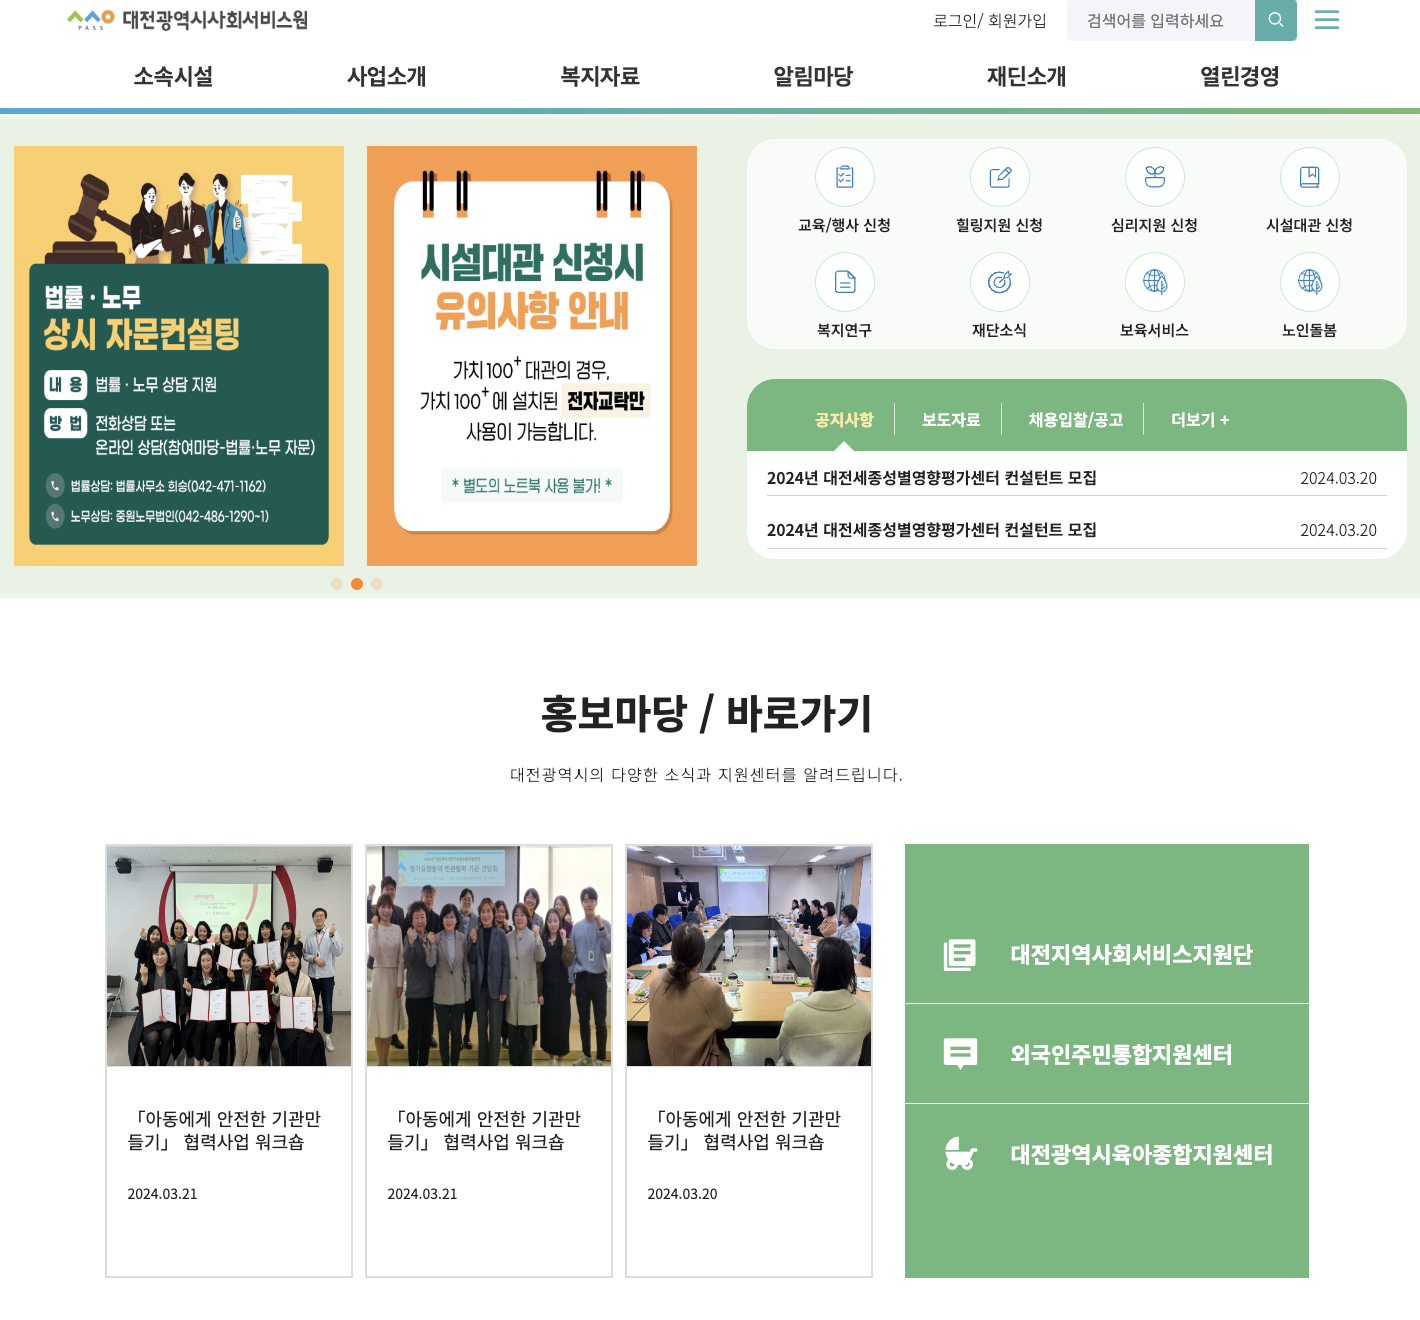 PASS 대전광역시사회서비스원
로그인/ 회원가입
검색어를 입력하세요
소속시설 사업소개 복지자료 알림마당 재딘소개 열린경영
법률 · 노무
상시 자문컨설팅
내 용 법률 · 노무 상담 지원
방 법 전화상담 또는
온라인 상담(참여마당-법률·노무 자문)
법률상담: 법률사무소 희승(042-471-1162)
노무상담: 중원노무법인(042-486-1290~1)
시설대관 신청시
유의사항 안내
가치100+ 대관의 경우,
가치 100+ 에 설치된 전자교탁만
사용이 가능합니다.
* 별도의 노트북 사용 불가! *
교육/행사 신청 힐링지원 신청 심리지원 신청 시설대관 신청
복지연구 재단소식 보육서비스 노인돌봄
공지사항 보도자료 채용입찰/공고 더보기 +
2024년 대전세종성별영향평가센터 컨설턴트 모집 2024.03.20
2024년 대전세종성별영향평가센터 컨설턴트 모집 2024.03.20
홍보마당 / 바로가기
대전광역시의 다양한 소식과 지원센터를 알려드립니다.
「아동에게 안전한 기관만
들기」 협력사업 워크숍
2024.03.21
장기요양분야 민관협력 기관 간담회
「아동에게 안전한 기관만
들기」 협력사업 워크숍
2024.03.21
「아동에게 안전한 기관만
들기」 협력사업 워크숍
2024.03.20
대전지역사회서비스지원단
외국인주민통합지원센터
대전광역시육아종합지원센터